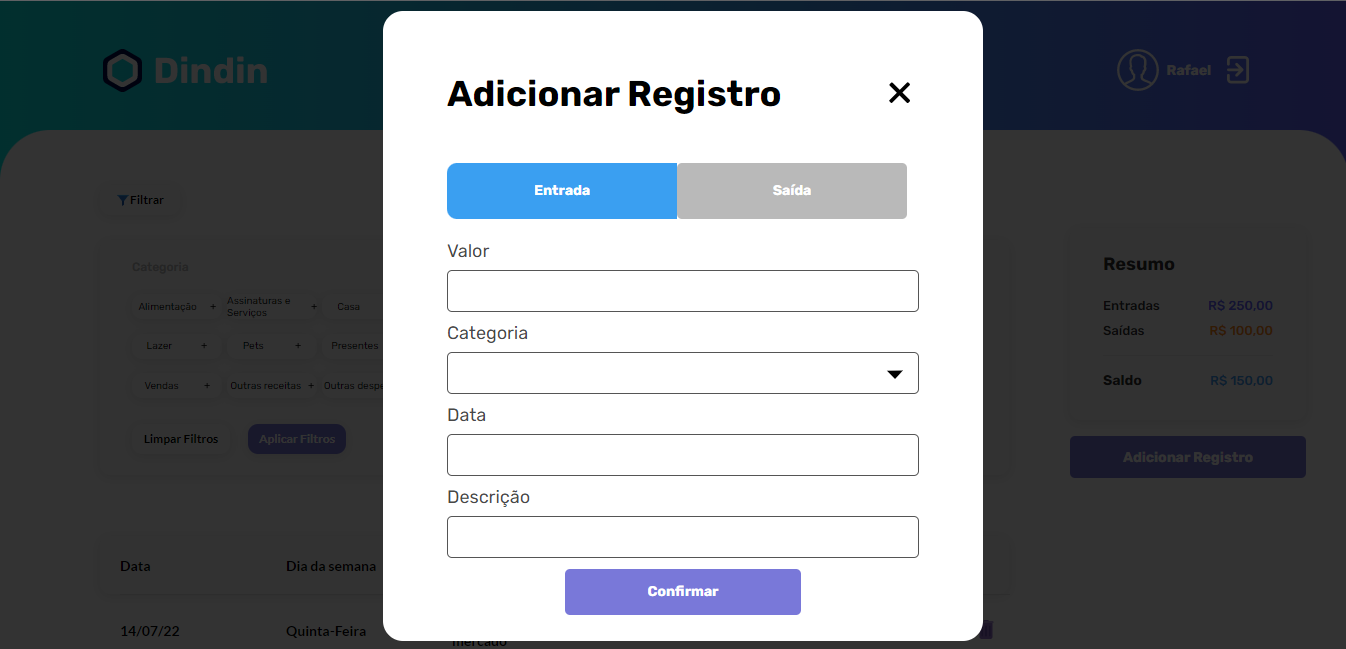 Dindin
Rafael
Adicionar Registro
Entrada
Saída
Valor
Categoria
Data
Descrição
Confirmar
Filtrar
Categoria
Alimentação +
Assinaturas e
Serviços +
Casa
Lazer +
Pets +
Presentes
Vendas +
Outras receitas +
Outras despe
Limpar Filtros
Aplicar Filtros
Resumo
Entradas R$ 250,00
Saídas R$ 100,00
Saldo R$ 150,00
Adicionar Registro
Data
Dia da semana
14/07/22
Quinta-Feira
mercado